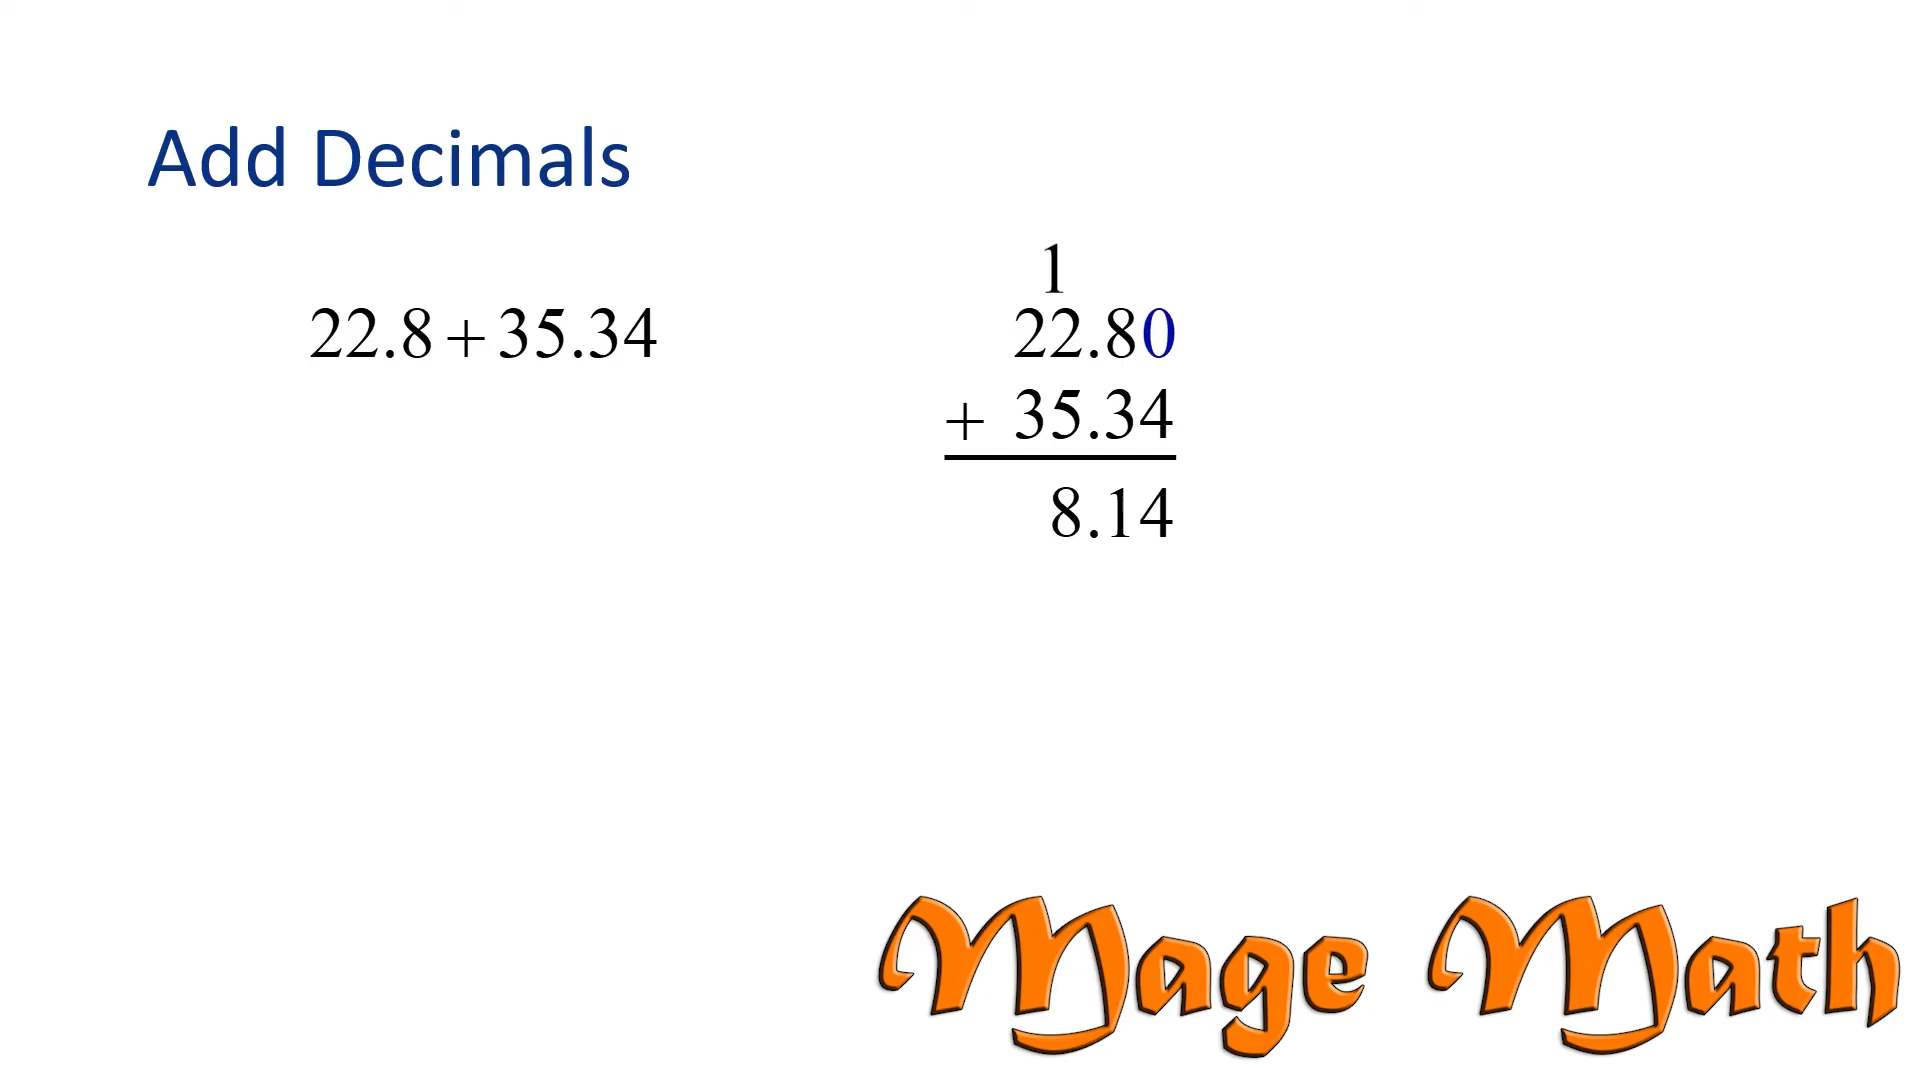 Add Decimals
22.8+35.34
1
22.80
+ 35.34
8.14
Mage Math